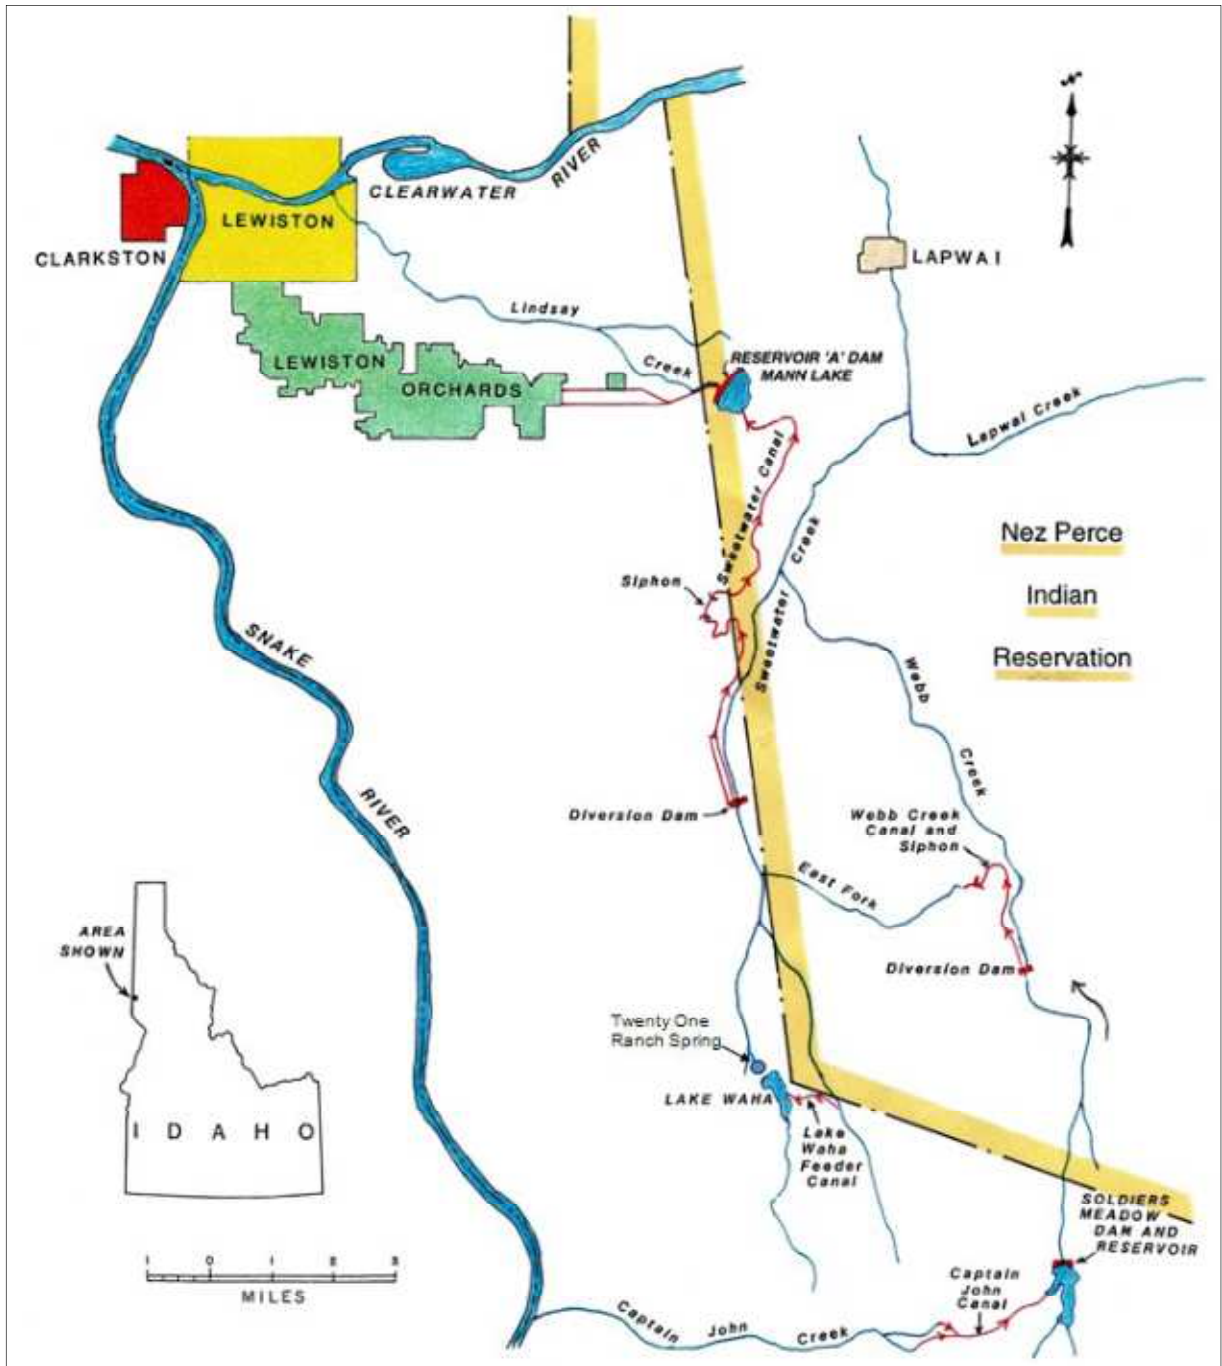 N
RIVER
CLEARWATER
LEWISTON
CLARKSTON
LAPWAI
Lindsay
Creek
RESERVOIR 'A' DAM
MANN LAKE
LEWISTON
ORCHARDS
Lapwai Creek
Sweetwater Canal
Creek
Sweetwater
Siphon
Nez Perce
Indian
Reservation
SNAKE
RIVER
Webb
Creek
Diversion Dam
Webb Creek
Canal and
Siphon
East Fork
AREA
SHOWN
Diversion Dam
Twenty One
Ranch Spring
LAKE WAHA
Lake
Waha
Feeder
Canal
IDAHO
SOLDIERS
MEADOW
DAM AND
RESERVOIR
Captain
John
Canal
1 0
MILES
Captain John Creek